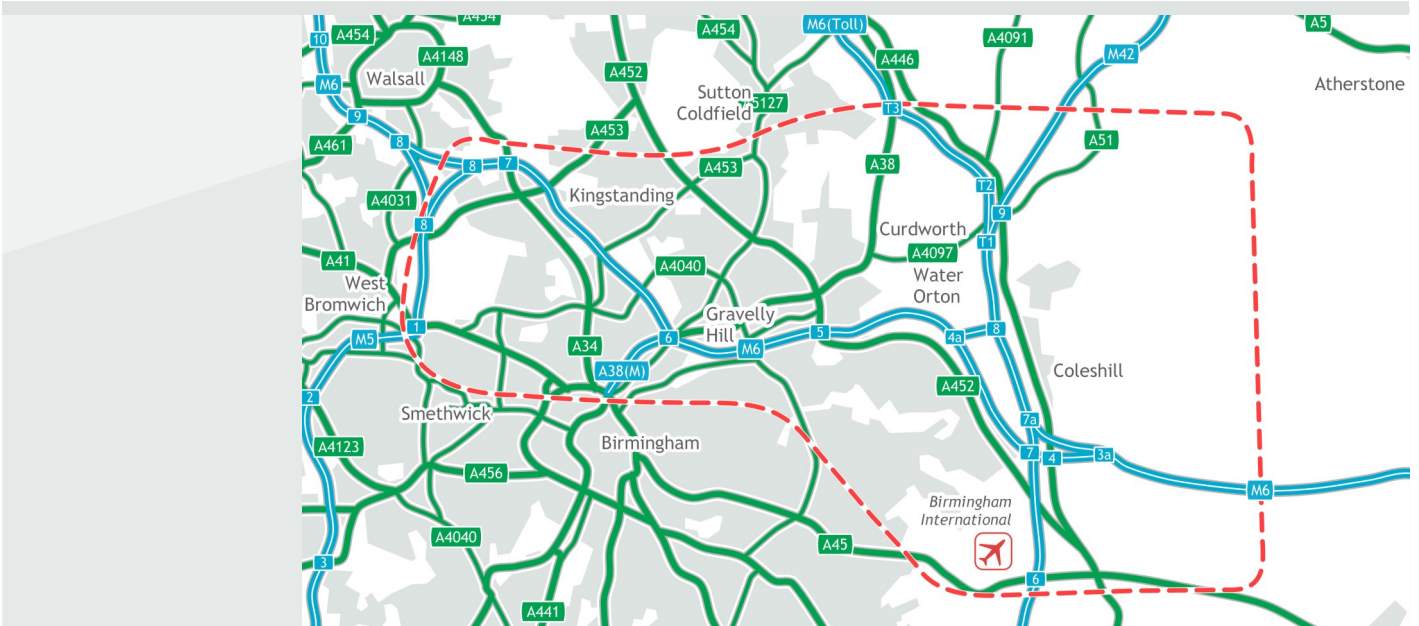 A454
A5
M6(Toll)
A454
A454
A4091
10
A4148
A446
M42
A452
Walsall
Atherstone
M6
Sutton
Coldfield
A5127
T3
9
A453
8
A461
A51
8
7
A453
A38
T2
Kingstanding
A4031
9
8
Curdworth
T1
A4097
A41
A4040
Water
Orton
West
Bromwich
Gravelly
Hill
1
8
5
M5
6
4a
A34
M6
A38(M)
Coleshill
A452
2
Smethwick
7a
Birmingham
A4123
7
4
3a
A456
M6
Birmingham
International
A4040
A45
3
6
A441